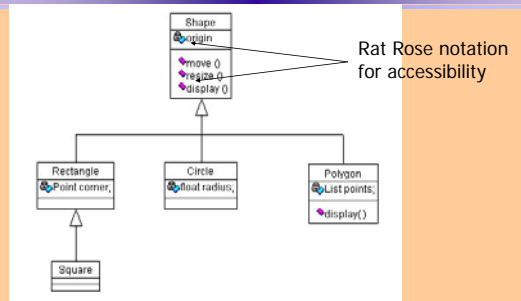 Shape
origin
move ()
resize ()
display ()
Rat Rose notation
for accessibility
Rectangle
Point corner;
Circle
float radius;
Polygon
List points;
display()
Square